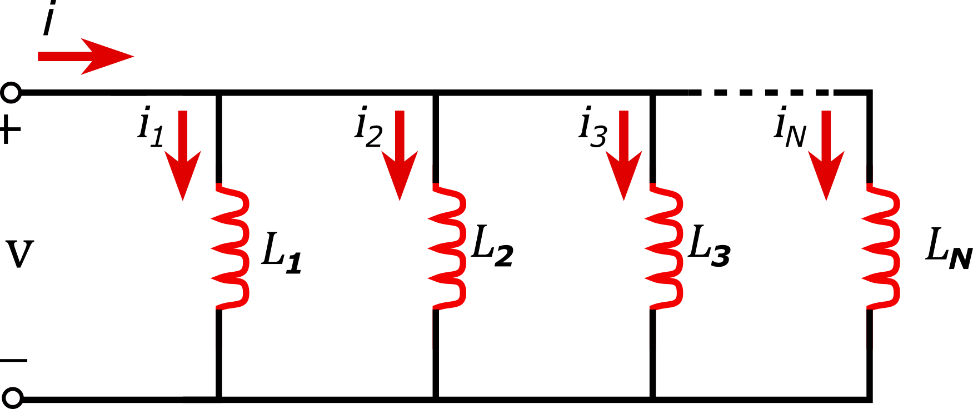 i
+
i1 i2 i3 iN
v
L1 L2 L3 LN
−